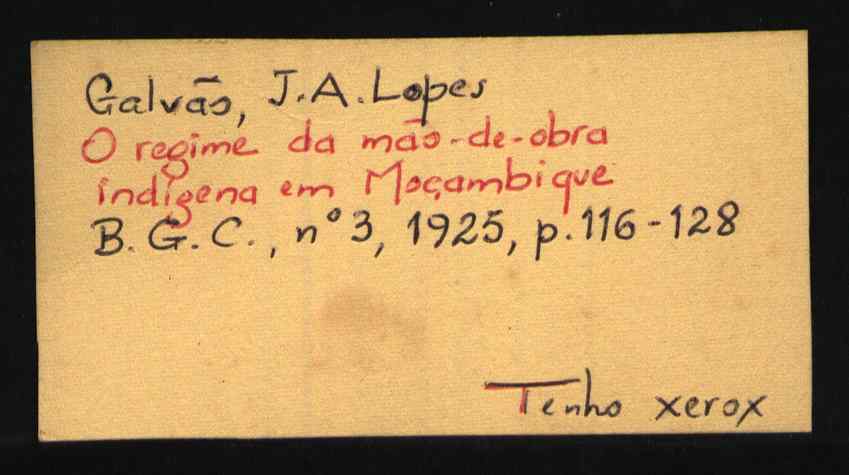 Galvão, J.A.Lopes
O regime da mão-de-obra
indígena em Moçambique
B.G.C., nº3, 1925, p.116-128
Tenho xerox